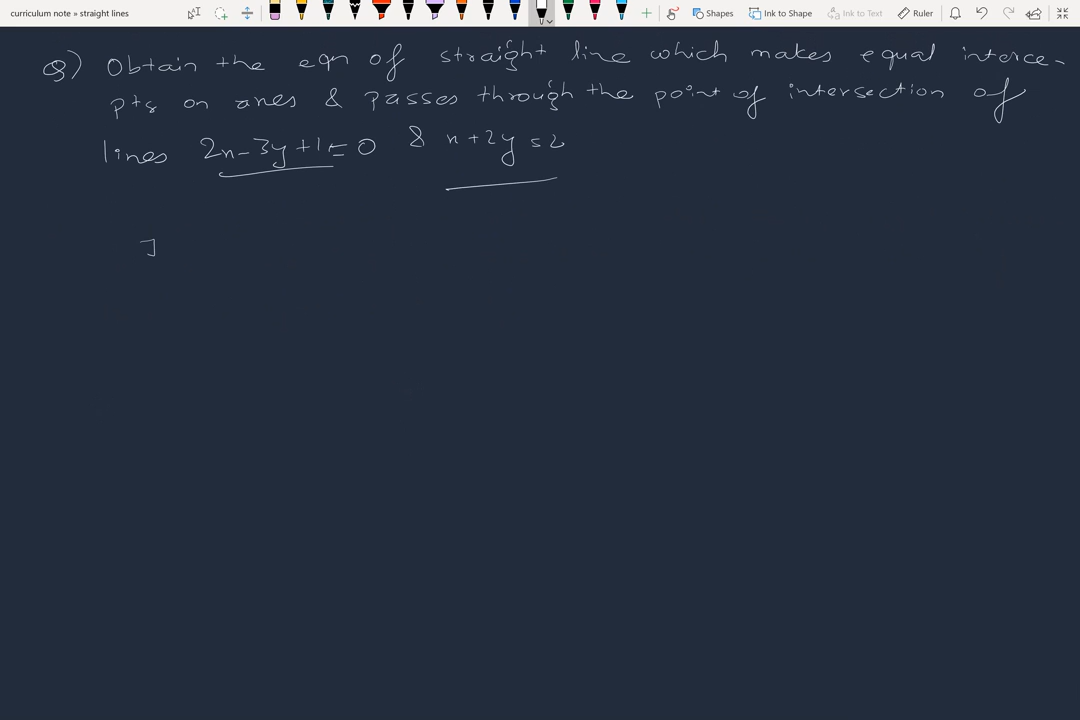 curriculum note » straight lines
Shapes Ink to Shape Ink to Text Ruler
Q) Obtain the eqn of straight line which makes equal interce-
pts on axes & passes through the point of intersection of
lines 2x-3y+1=0 & x+2y=2